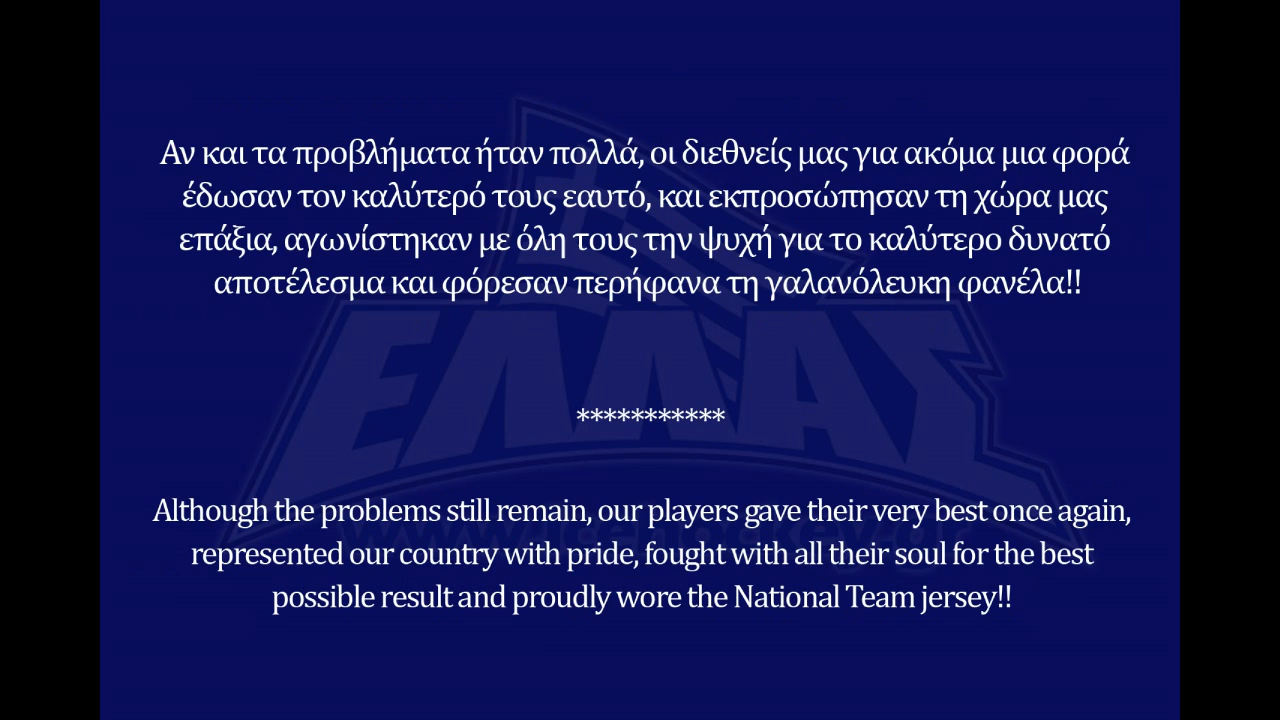 Αν και τα προβλήματα ήταν πολλά, οι διεθνείς μας για ακόμα μια φορά
έδωσαν τον καλύτερό τους εαυτό, και εκπροσώπησαν τη χώρα μας
επάξια, αγωνίστηκαν με όλη τους την ψυχή για το καλύτερο δυνατό
αποτέλεσμα και φόρεσαν περήφανα τη γαλανόλευκη φανέλα!!
ΕΛΛΑΣ
***********
Although the problems still remain, our players gave their very best once again,
represented our country with pride, fought with all their soul for the best
possible result and proudly wore the National Team jersey!!